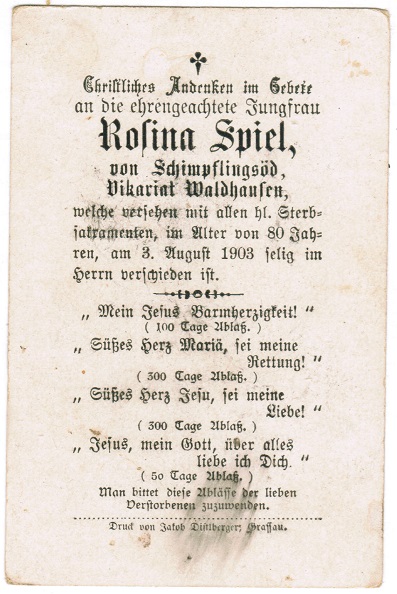 Christliches Andenken im Gebete
an die ehrengeachtete Jungfrau
Rosina Spiel,
von Schimpflingsöd,
Vikariat Waldhausen,
welche versehen mit allen hl. Sterb-
sakramenten, im Alter von 80 Jah-
ren, am 3. August 1903 selig im
Herrn verschieden ist.
„ Mein Jesus Barmherzigkeit! “
( 100 Tage Ablaß. )
„ Süßes Herz Mariä, sei meine
Rettung! “
( 300 Tage Ablaß. )
„ Süßes Herz Jesu, sei meine
Liebe! “
( 300 Tage Ablaß. )
„ Jesus, mein Gott, über alles
liebe ich Dich. “
( 50 Tage Ablaß. )
Man bittet diese Ablässe der lieben
Verstorbenen zuzuwenden.
Druck von Jakob Distlberger, Grassau.